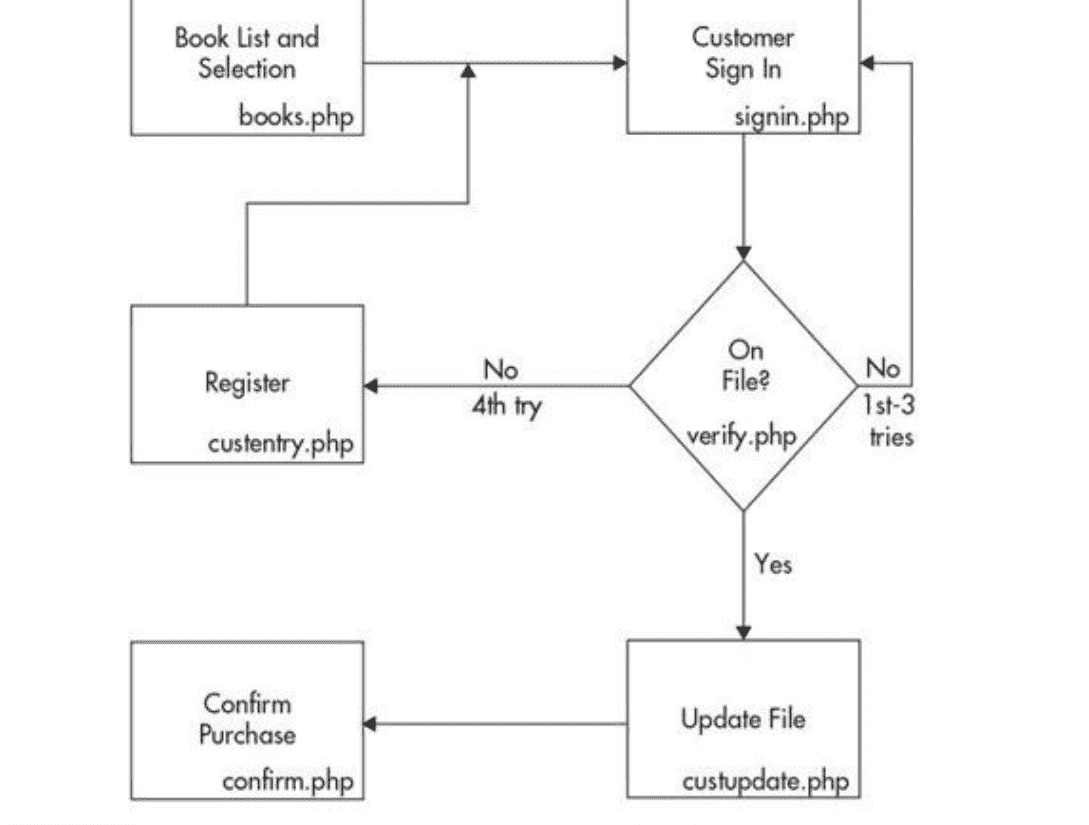 Book List and
Selection
books.php
Customer
Sign In
signin.php
On
File?
verify.php
No
1st-3
tries
No
4th try
Register
custentry.php
Yes
Update File
custupdate.php
Confirm
Purchase
confirm.php